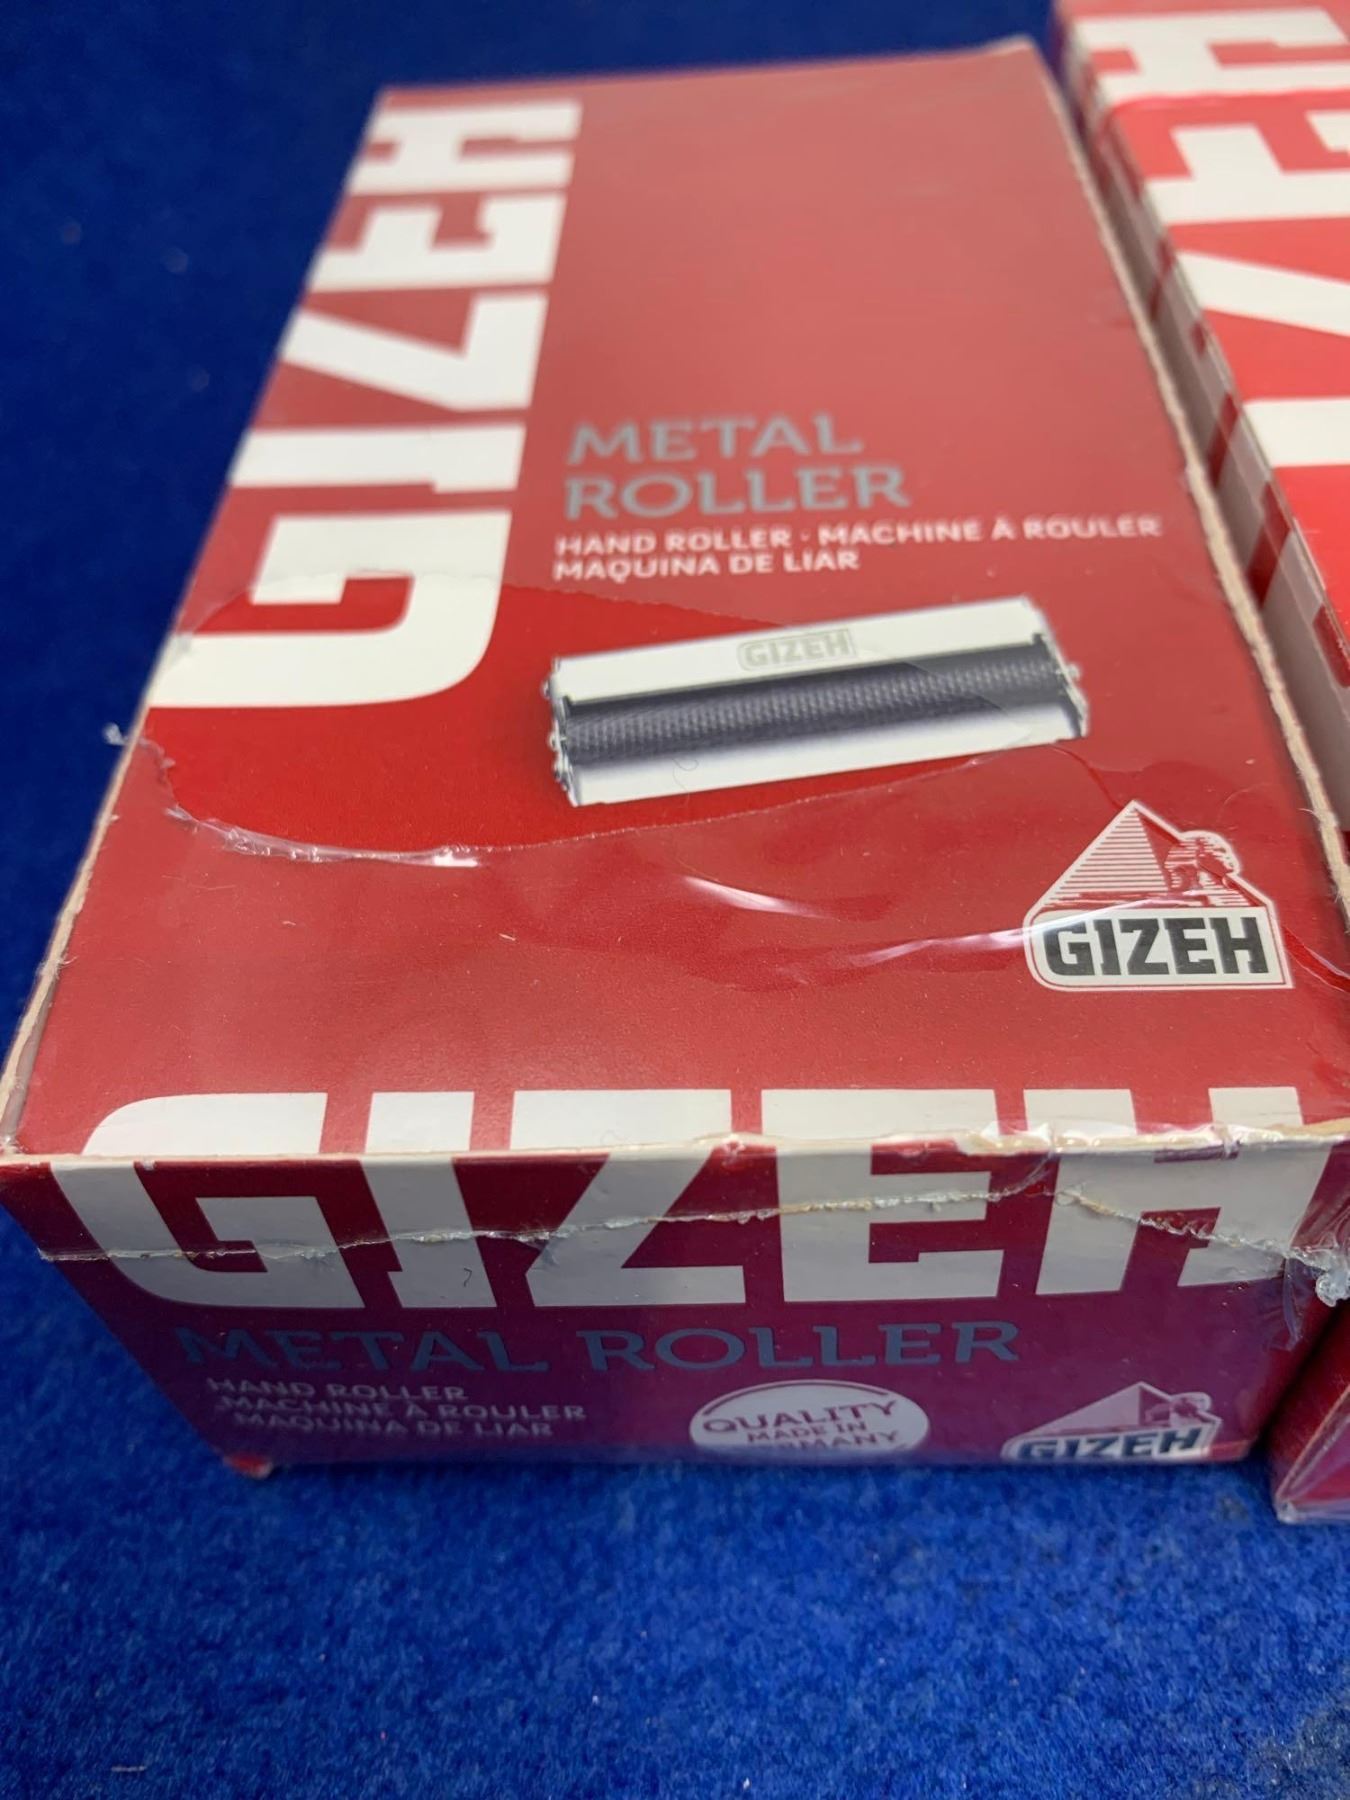 GIZEH
METAL
ROLLER
HAND ROLLER · MACHINE À ROULER
MAQUINA DE LIAR
GIZEH
GIZEH
GIZEH
METAL ROLLER
HAND ROLLER
MACHINE À ROULER
MAQUINA DE LIAR
QUALITY
MADE IN
GIZEH